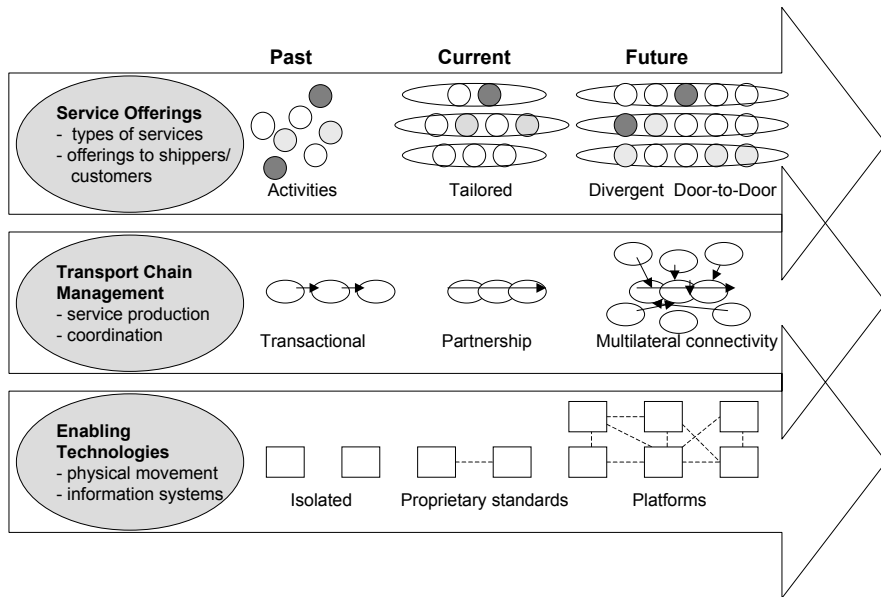 Past Current Future
Service Offerings
- types of services
- offerings to shippers/
customers
Activities Tailored Divergent Door-to-Door
Transport Chain
Management
- service production
- coordination
Transactional Partnership Multilateral connectivity
Enabling
Technologies
- physical movement
- information systems
Isolated Proprietary standards Platforms